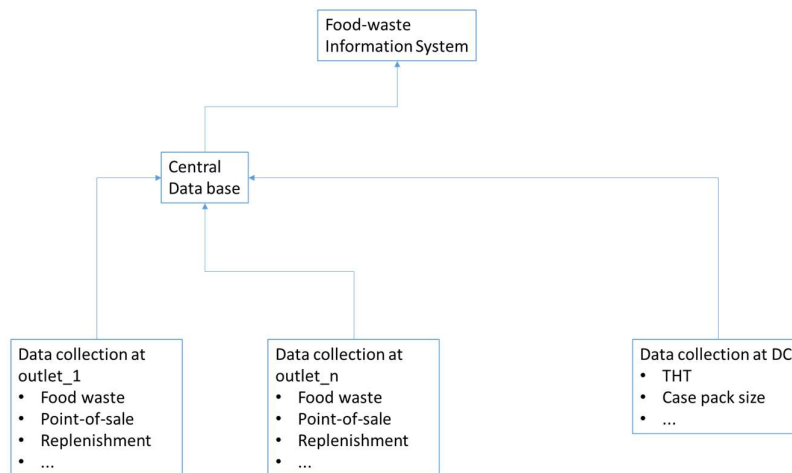 Food-waste
Information System
Central
Data base
Data collection at
outlet_1
• Food waste
• Point-of-sale
• Replenishment
• ...
Data collection at
outlet_n
• Food waste
• Point-of-sale
• Replenishment
• ...
Data collection at DC
• THT
• Case pack size
• ...